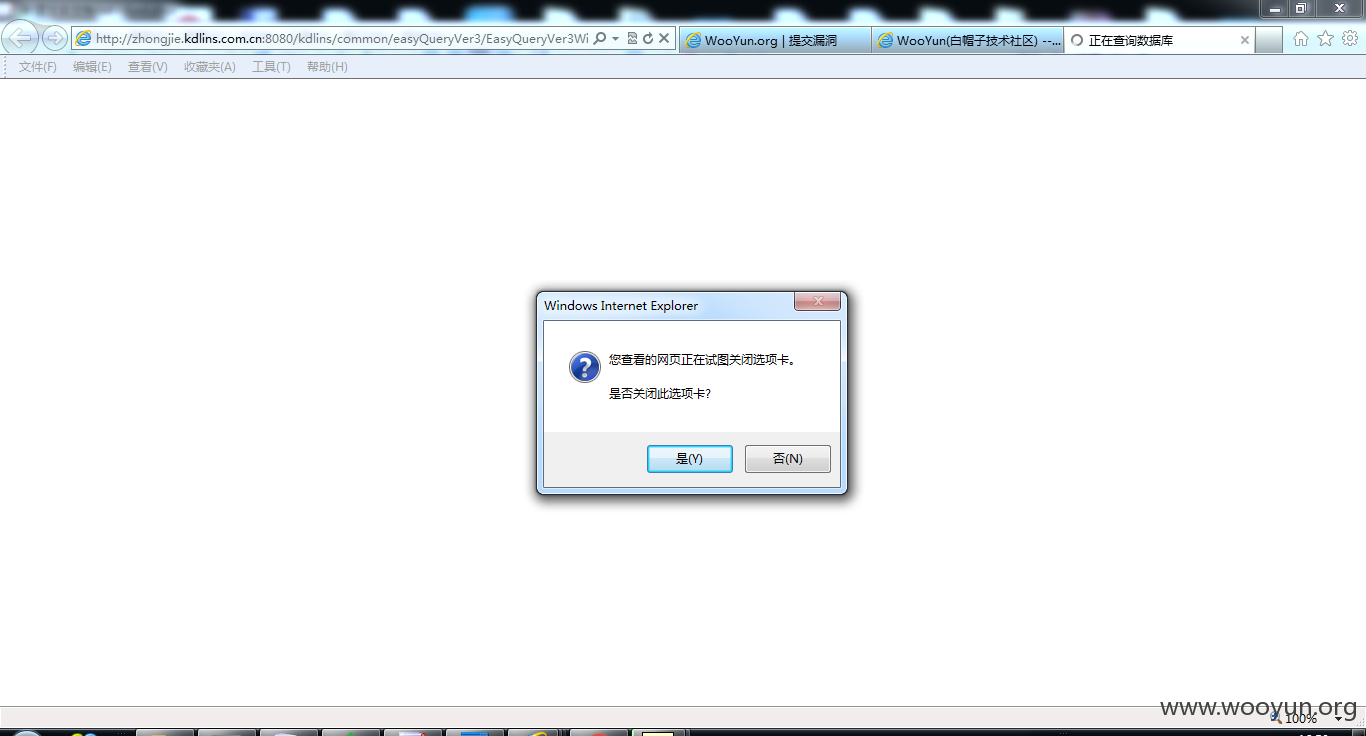 http://zhongjie.kdlins.com.cn:8080/kdlins/common/easyQueryVer3/EasyQueryVer3Wi
WooYun.org | 提交漏洞
WooYun(白帽子技术社区) --...
正在查询数据库
文件(F) 编辑(E) 查看(V) 收藏夹(A) 工具(T) 帮助(H)
Windows Internet Explorer
您查看的网页正在试图关闭选项卡。
是否关闭此选项卡?
是(Y) 否(N)
www.wooyun.org
100%